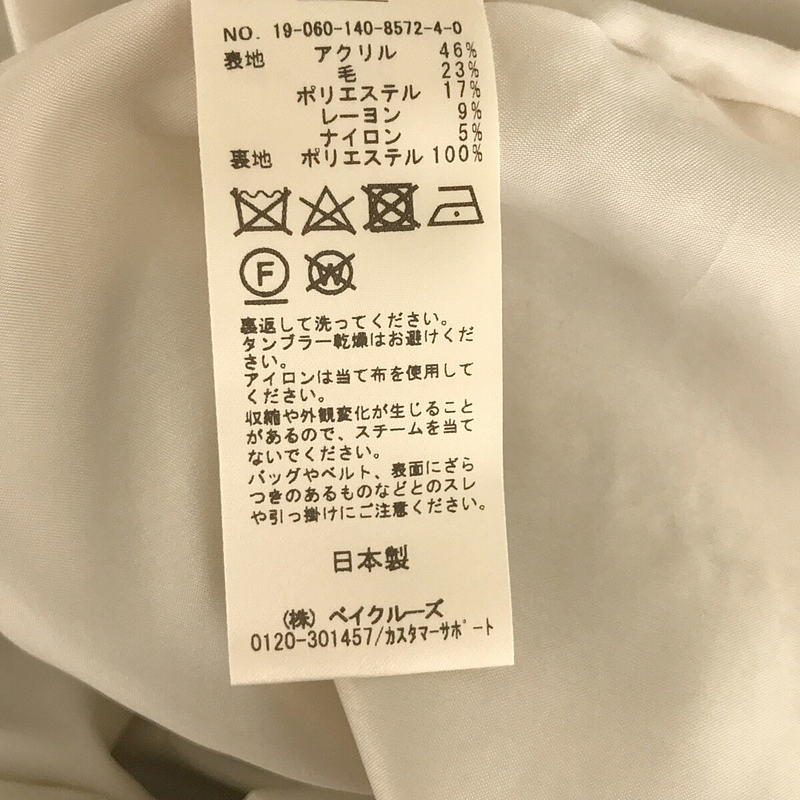 NO. 19-060-140-8572-4-0
表地 アクリル 46%
毛 23%
ポリエステル 17%
レーヨン 9%
ナイロン 5%
裏地 ポリエステル 100%
F W
裏返して洗ってください。
タンブラー乾燥はお避けくだ
さい。
アイロンは当て布を使用して
ください。
収縮や外観変化が生じること
があるので、スチームを当て
ないでください。
バッグやベルト、表面にざら
つきのあるものなどとのスレ
や引っ掛けにご注意ください。
日本製
(株) ベイクルーズ
0120-301457/カスタマーサポート